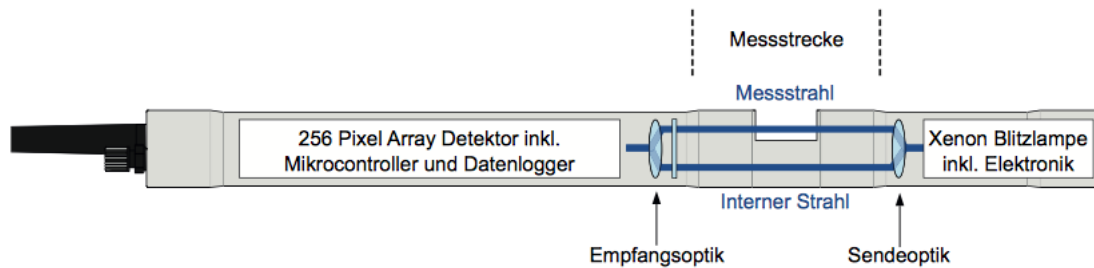 Messstrecke
Messstrahl
256 Pixel Array Detektor inkl.
Mikrocontroller und Datenlogger
Xenon Blitzlampe
inkl. Elektronik
Interner Strahl
Empfangsoptik
Sendeoptik